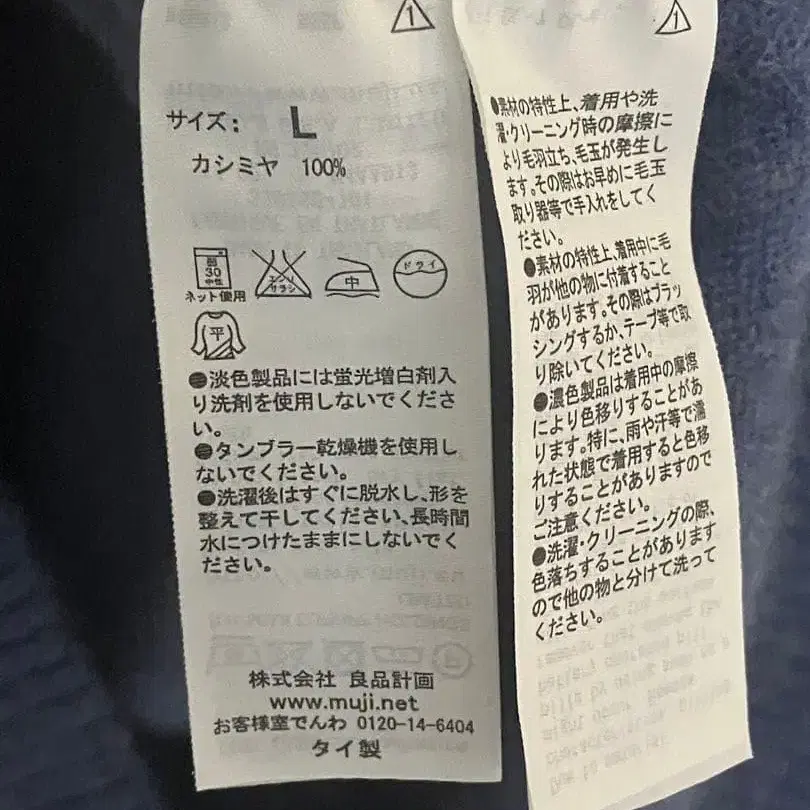 1
サイズ: L
カシミヤ 100%
30
中性
ネット使用
エンソ
サラシ
中
ドライ
平
●淡色製品には蛍光増白剤入
り洗剤を使用しないでくださ
い。
●タンブラー乾燥機を使用し
ないでください。
●洗濯後はすぐに脱水し、形を
整えて干してください、長時間
水につけたままにしないでく
ださい。
株式会社 良品計画
www.muji.net
お客様室でんわ 0120-14-6404
タイ製
1
●素材の特性上、着用や洗
濯・クリーニング時の摩擦に
より毛羽立ち、毛玉が発生し
ます。その際はお早めに毛玉
取り器等で手入れをしてく
ださい。
●素材の特性上、着用中に毛
羽が他の物に付着すること
があります。その際はブラッ
シングするか、テープ等で取
り除いてください。
●濃色製品は着用中の摩擦
により色移りすることがあ
ります。特に、雨や汗等で濡
れた状態で着用すると色移
りすることがありますので
ご注意ください。
●洗濯・クリーニングの際、
色落ちすることがあります
ので他の物と分けて洗って
ください。